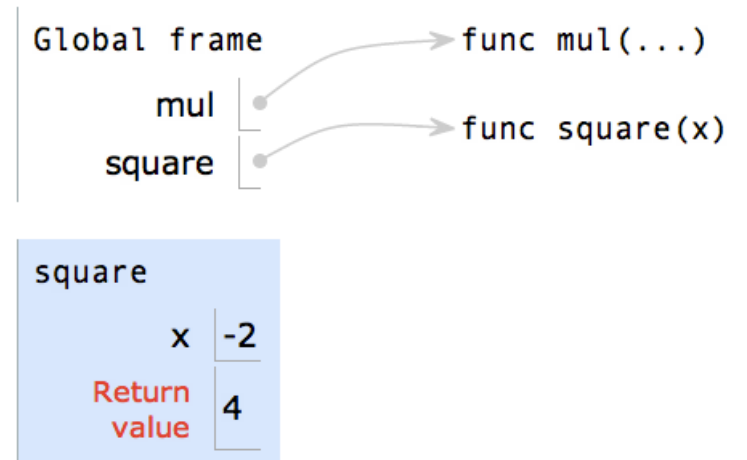 Global frame
func mul(...)
mul
func square(x)
square
square
x -2
Return
value 4